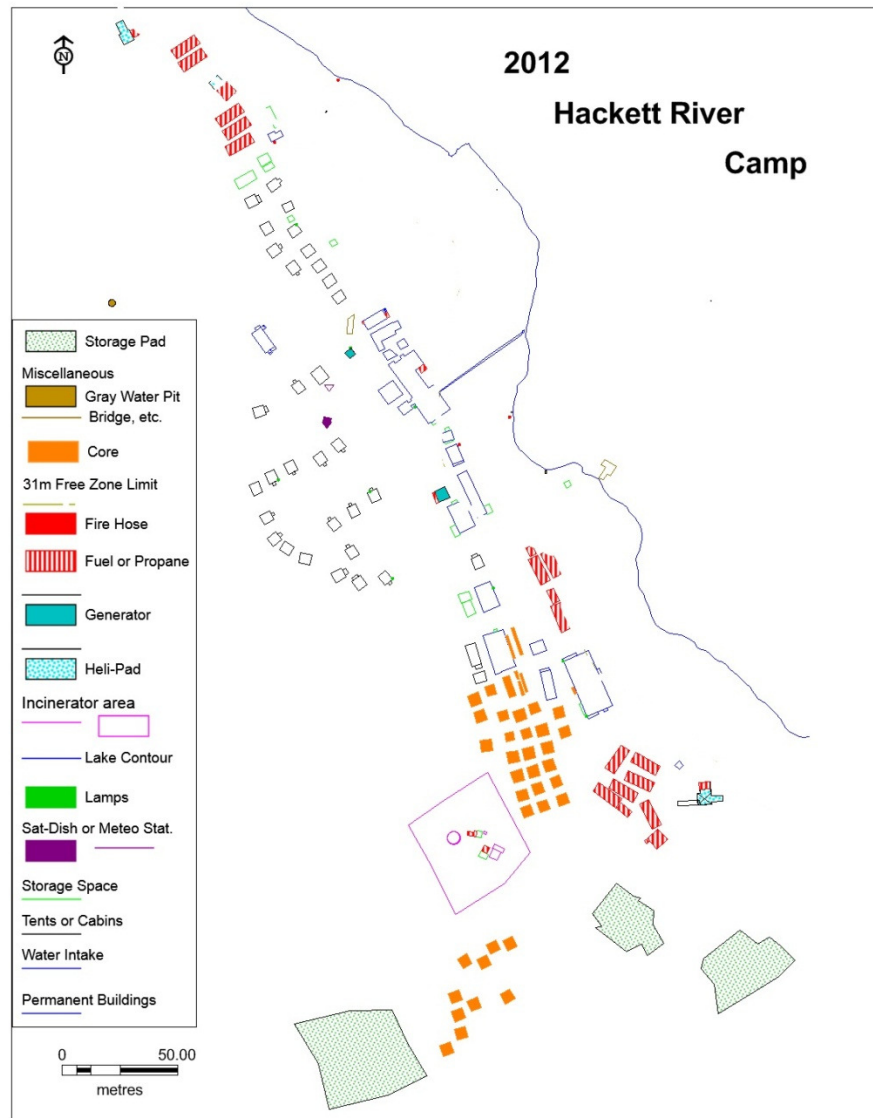 2012
Hackett River
Camp
N
Storage Pad
Miscellaneous
Gray Water Pit
Bridge, etc.
Core
31m Free Zone Limit
Fire Hose
Fuel or Propane
Generator
Heli-Pad
Incinerator area
Lake Contour
Lamps
Sat-Dish or Meteo Stat.
Storage Space
Tents or Cabins
Water Intake
Permanent Buildings
0 50.00
metres